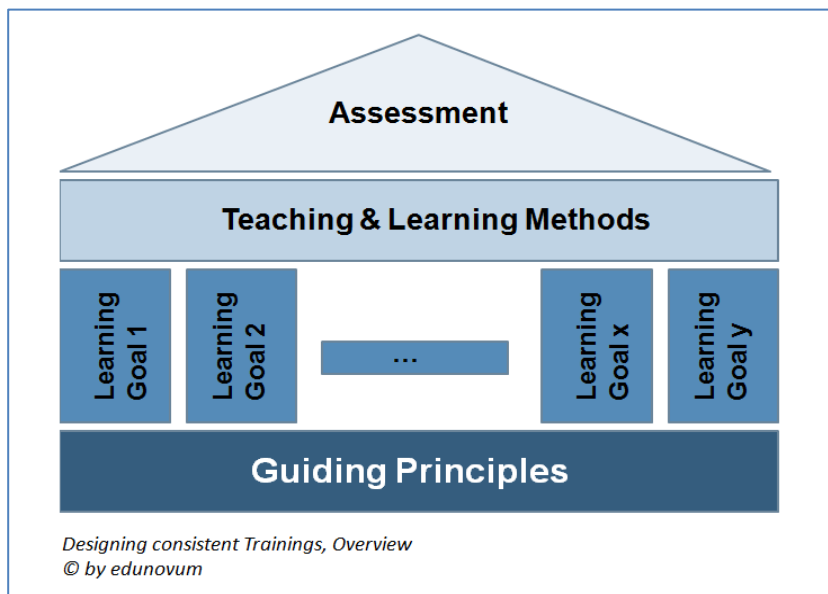 Assessment
Teaching & Learning Methods
Learning
Goal 1
Learning
Goal 2
...
Learning
Goal x
Learning
Goal y
Guiding Principles
Designing consistent Trainings, Overview
© by edunovum